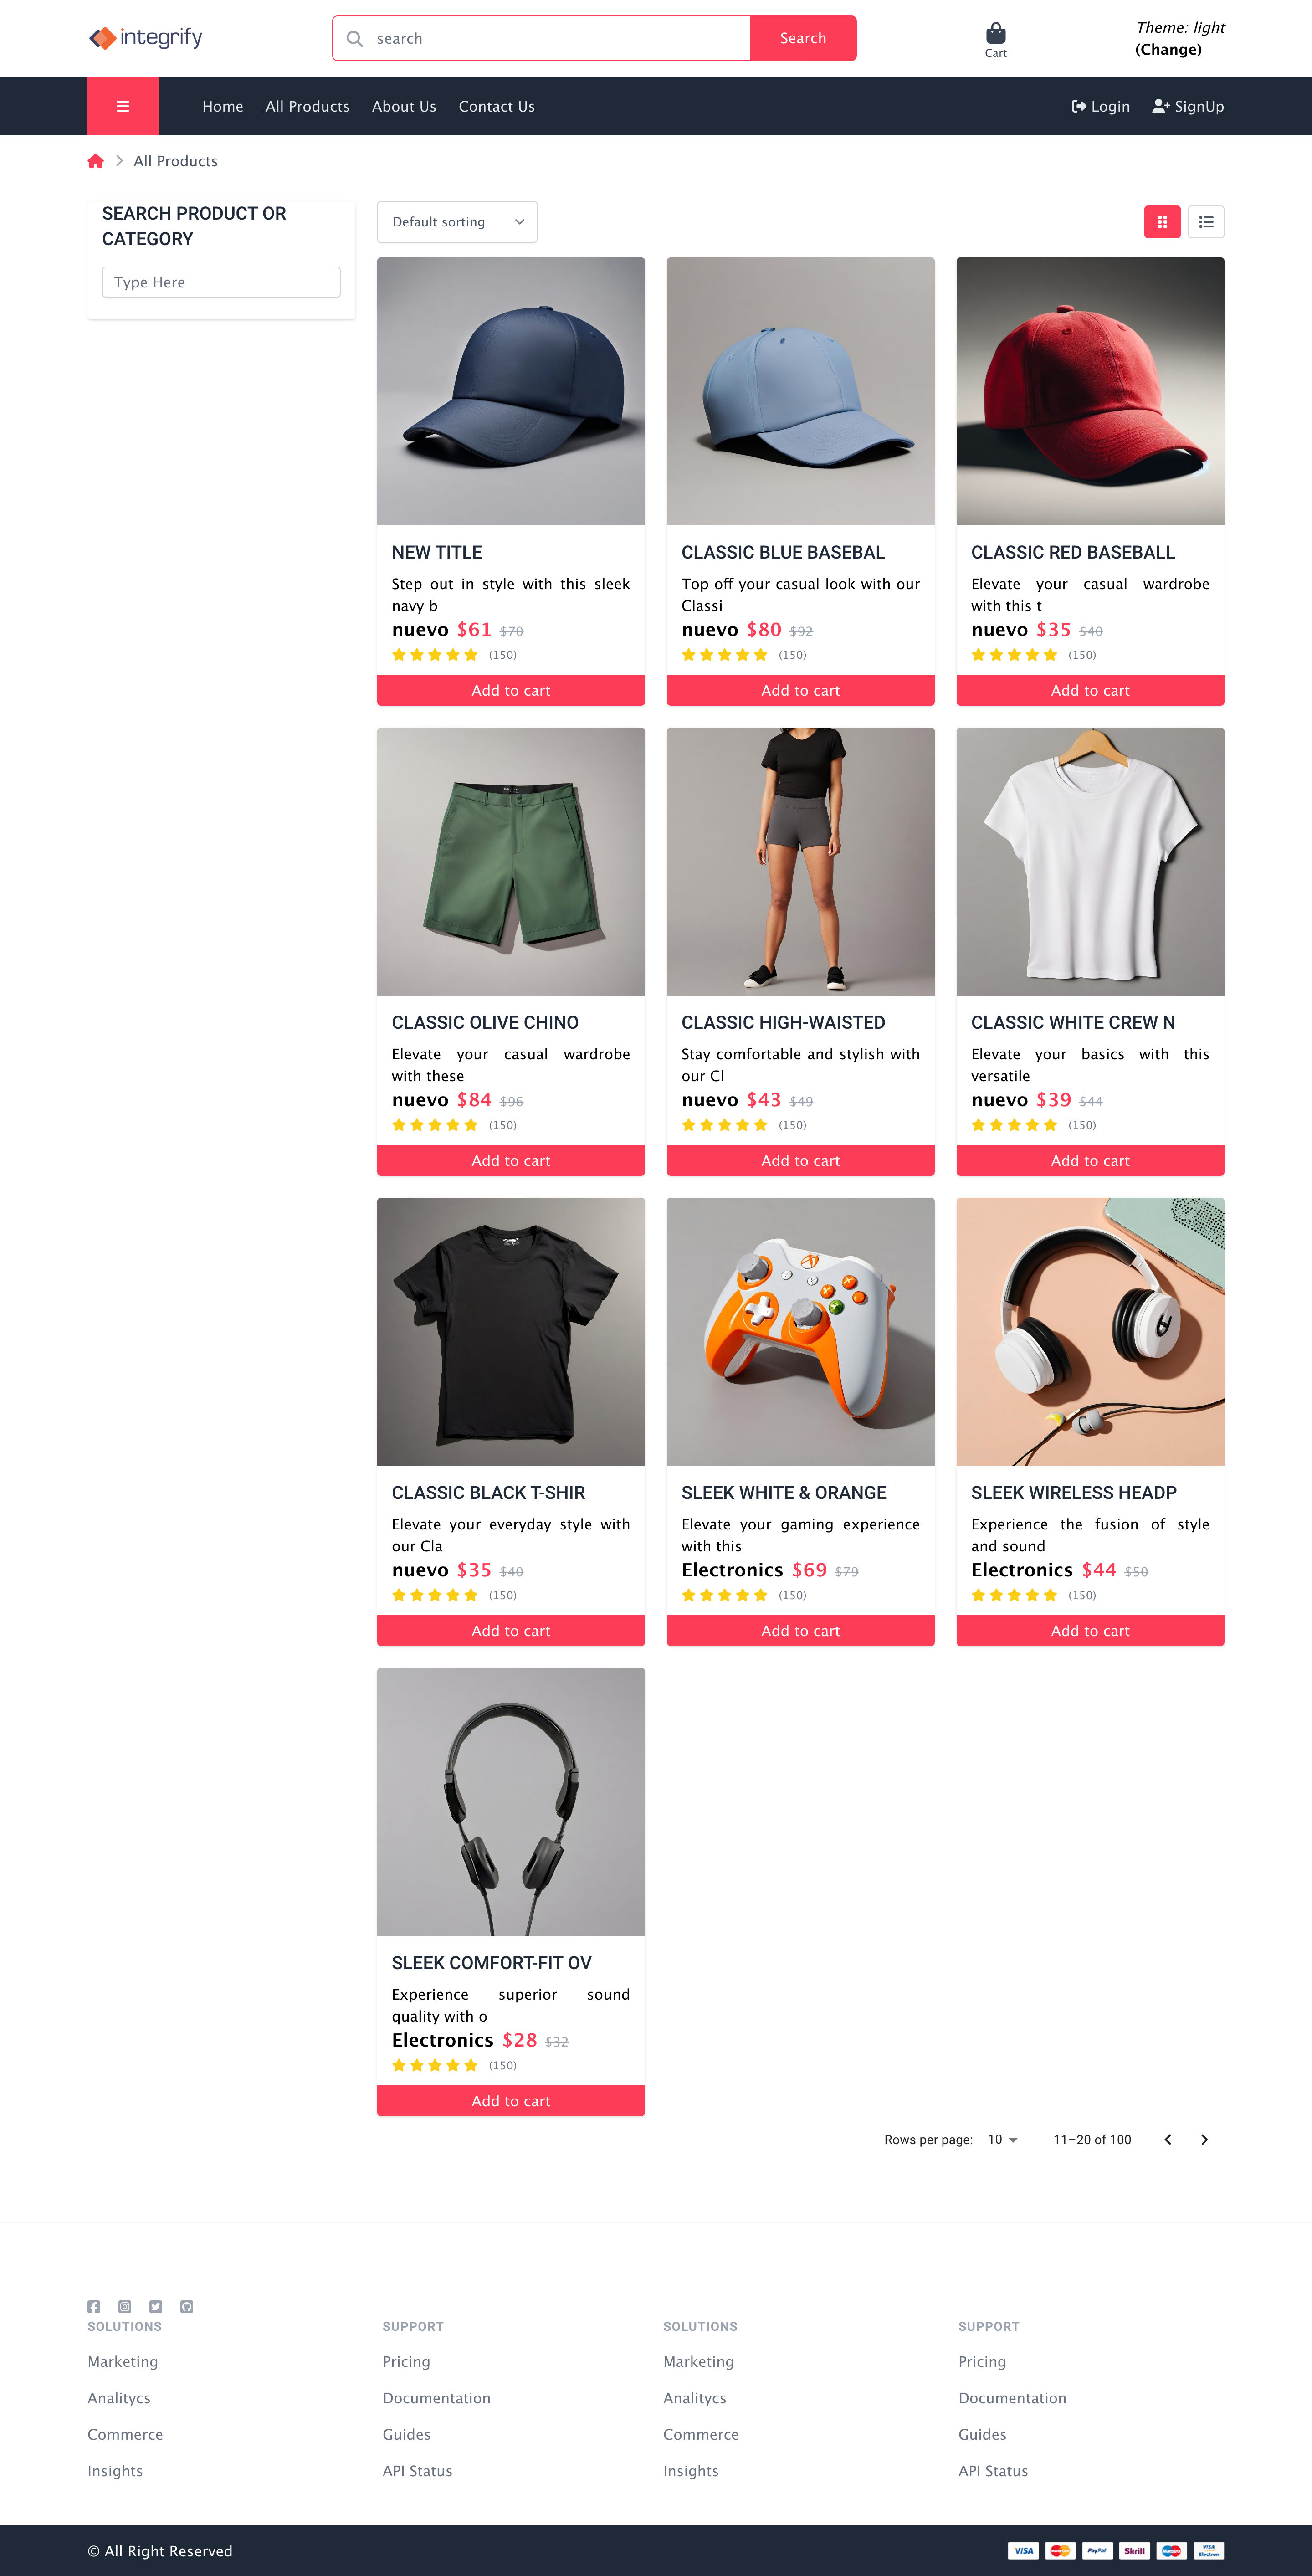 integrify
search
Search
Cart
Theme: light
(Change)
Home All Products About Us Contact Us
Login SignUp
All Products
SEARCH PRODUCT OR
CATEGORY
Type Here
Default sorting
NEW TITLE
Step out in style with this sleek
navy b
nuevo $61 $70
(150)
Add to cart
CLASSIC BLUE BASEBAL
Top off your casual look with our
Classi
nuevo $80 $92
(150)
Add to cart
CLASSIC RED BASEBALL
Elevate your casual wardrobe
with this t
nuevo $35 $40
(150)
Add to cart
CLASSIC OLIVE CHINO
Elevate your casual wardrobe
with these
nuevo $84 $96
(150)
Add to cart
CLASSIC HIGH-WAISTED
Stay comfortable and stylish with
our Cl
nuevo $43 $49
(150)
Add to cart
CLASSIC WHITE CREW N
Elevate your basics with this
versatile
nuevo $39 $44
(150)
Add to cart
CLASSIC BLACK T-SHIR
Elevate your everyday style with
our Cla
nuevo $35 $40
(150)
Add to cart
SLEEK WHITE & ORANGE
Elevate your gaming experience
with this
Electronics $69 $79
(150)
Add to cart
SLEEK WIRELESS HEADP
Experience the fusion of style
and sound
Electronics $44 $50
(150)
Add to cart
SLEEK COMFORT-FIT OV
Experience superior sound
quality with o
Electronics $28 $32
(150)
Add to cart
Rows per page: 10 11–20 of 100
SOLUTIONS
Marketing
Analitycs
Commerce
Insights
SUPPORT
Pricing
Documentation
Guides
API Status
SOLUTIONS
Marketing
Analitycs
Commerce
Insights
SUPPORT
Pricing
Documentation
Guides
API Status
© All Right Reserved
VISA
PayPal
Skrill
VISA
Electron